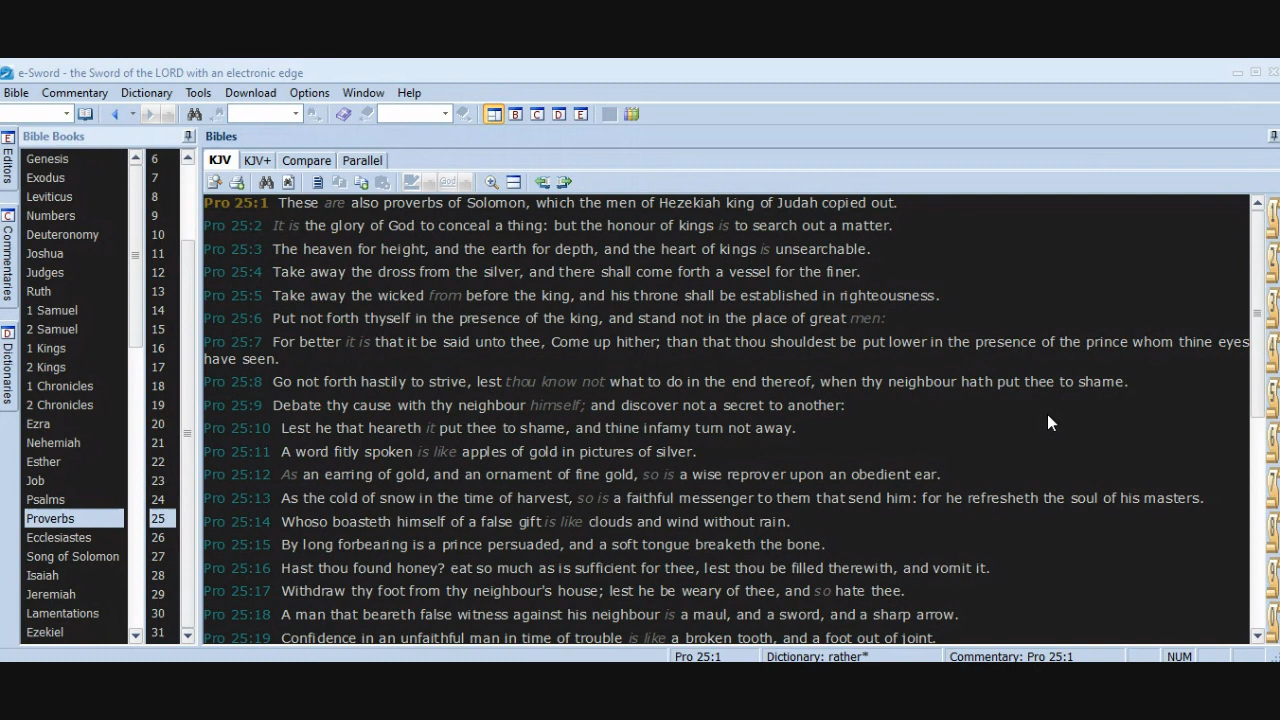 e-Sword - the Sword of the LORD with an electronic edge
Bible Commentary Dictionary Tools Download Options Window Help
B C D E
Bible Books
Bibles
KJV KJV+ Compare Parallel
E Editors
C Commentaries
D Dictionaries
Genesis 6
Exodus 7
Leviticus 8
Numbers 9
Deuteronomy 10
Joshua 11
Judges 12
Ruth 13
1 Samuel 14
2 Samuel 15
1 Kings 16
2 Kings 17
1 Chronicles 18
2 Chronicles 19
Ezra 20
Nehemiah 21
Esther 22
Job 23
Psalms 24
Proverbs 25
Ecclesiastes 26
Song of Solomon 27
Isaiah 28
Jeremiah 29
Lamentations 30
Ezekiel 31
God
Pro 25:1 These are also proverbs of Solomon, which the men of Hezekiah king of Judah copied out.
Pro 25:2 It is the glory of God to conceal a thing: but the honour of kings is to search out a matter.
Pro 25:3 The heaven for height, and the earth for depth, and the heart of kings is unsearchable.
Pro 25:4 Take away the dross from the silver, and there shall come forth a vessel for the finer.
Pro 25:5 Take away the wicked from before the king, and his throne shall be established in righteousness.
Pro 25:6 Put not forth thyself in the presence of the king, and stand not in the place of great men:
Pro 25:7 For better it is that it be said unto thee, Come up hither; than that thou shouldest be put lower in the presence of the prince whom thine eyes
have seen.
Pro 25:8 Go not forth hastily to strive, lest thou know not what to do in the end thereof, when thy neighbour hath put thee to shame.
Pro 25:9 Debate thy cause with thy neighbour himself; and discover not a secret to another:
Pro 25:10 Lest he that heareth it put thee to shame, and thine infamy turn not away.
Pro 25:11 A word fitly spoken is like apples of gold in pictures of silver.
Pro 25:12 As an earring of gold, and an ornament of fine gold, so is a wise reprover upon an obedient ear.
Pro 25:13 As the cold of snow in the time of harvest, so is a faithful messenger to them that send him: for he refresheth the soul of his masters.
Pro 25:14 Whoso boasteth himself of a false gift is like clouds and wind without rain.
Pro 25:15 By long forbearing is a prince persuaded, and a soft tongue breaketh the bone.
Pro 25:16 Hast thou found honey? eat so much as is sufficient for thee, lest thou be filled therewith, and vomit it.
Pro 25:17 Withdraw thy foot from thy neighbour's house; lest he be weary of thee, and so hate thee.
Pro 25:18 A man that beareth false witness against his neighbour is a maul, and a sword, and a sharp arrow.
Pro 25:19 Confidence in an unfaithful man in time of trouble is like a broken tooth, and a foot out of joint.
Pro 25:1 Dictionary: rather* Commentary: Pro 25:1 NUM